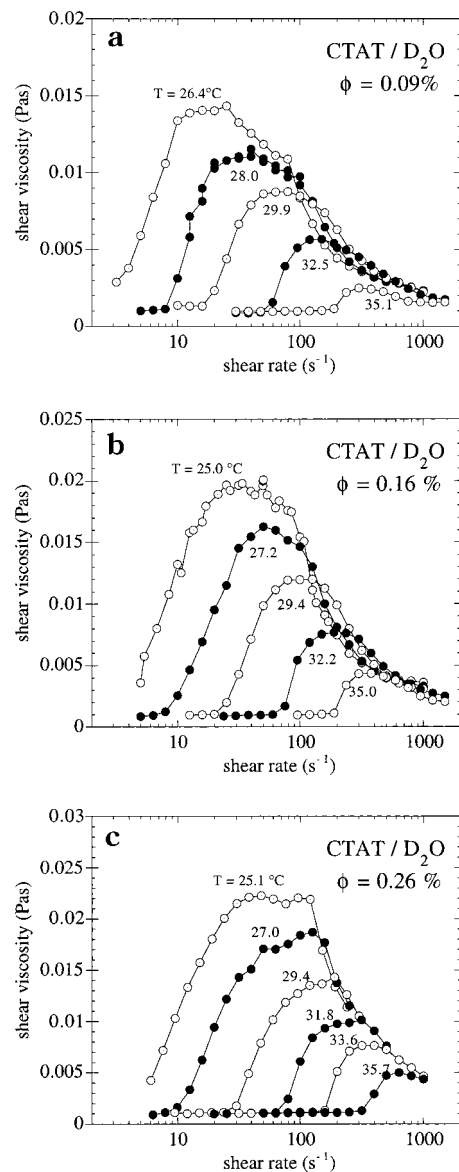 a
CTAT / D2O
ϕ = 0.09%
T = 26.4°C
28.0
29.9
32.5
35.1
0.02
0.015
0.01
0.005
0
10
100
1000
shear viscosity (Pas)
shear rate (s⁻¹)
b
CTAT / D2O
ϕ = 0.16 %
T = 25.0 °C
27.2
29.4
32.2
35.0
0.025
0.02
0.015
0.01
0.005
0
10
100
1000
shear viscosity (Pas)
shear rate (s⁻¹)
c
CTAT / D2O
ϕ = 0.26 %
T = 25.1 °C
27.0
29.4
31.8
33.6
35.7
0.03
0.025
0.02
0.015
0.01
0.005
0
10
100
1000
shear viscosity (Pas)
shear rate (s⁻¹)